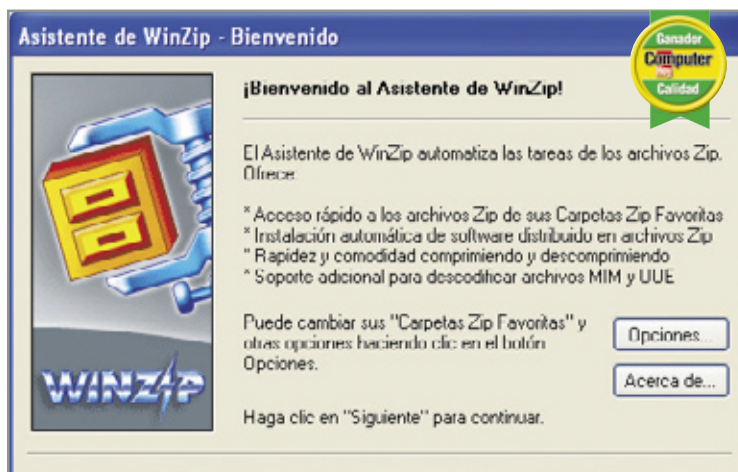 Asistente de WinZip - Bienvenido
Ganador
Computer
hoy
Calidad
¡Bienvenido al Asistente de WinZip!
El Asistente de WinZip automatiza las tareas de los archivos Zip.
Ofrece:
* Acceso rápido a los archivos Zip de sus Carpetas Zip Favoritas
* Instalación automática de software distribuido en archivos Zip
* Rapidez y comodidad comprimiendo y descomprimiendo
* Soporte adicional para descodificar archivos MIM y UUE
Puede cambiar sus "Carpetas Zip Favoritas" y
otras opciones haciendo clic en el botón
Opciones.
Opciones...
Acerca de...
WINZIP
Haga clic en "Siguiente" para continuar.